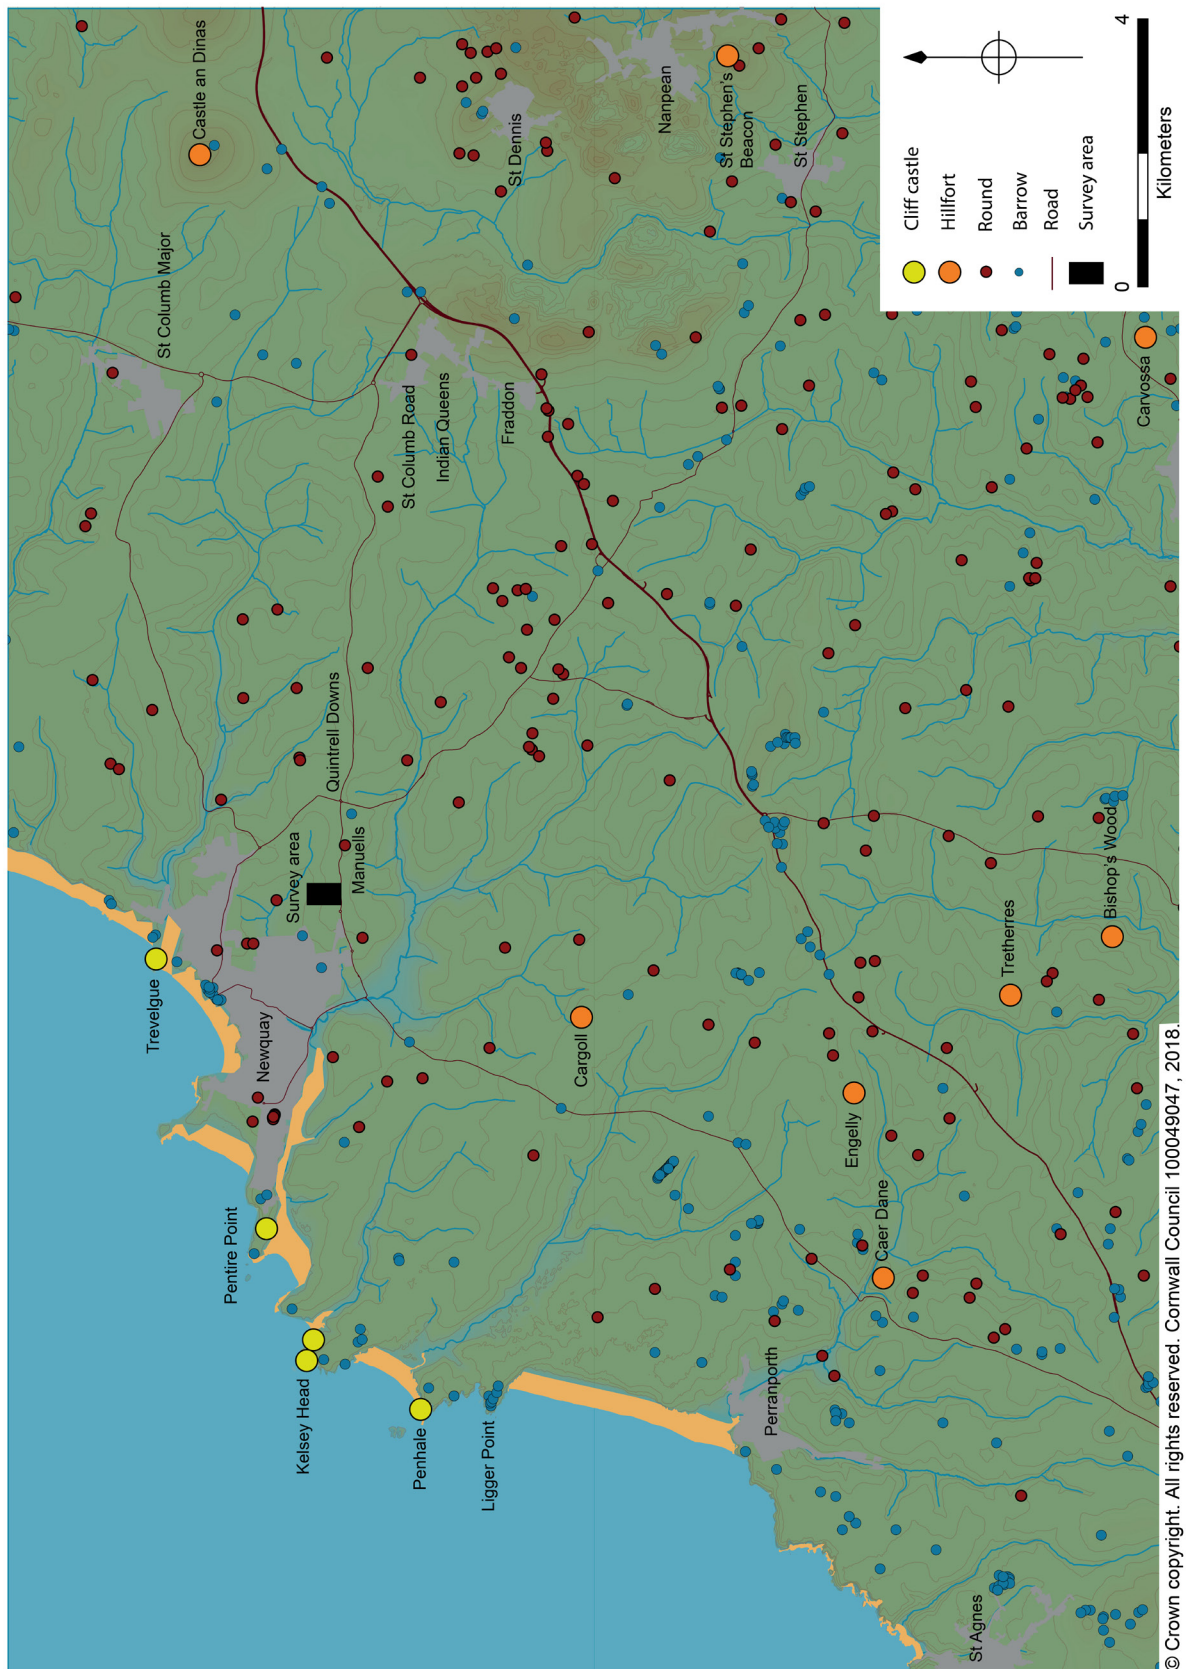 Castle an Dinas
St Columb Major
St Dennis
Nanpean
St Stephen's
Beacon
St Stephen
St Columb Road
Indian Queens
Fraddon
Quintrell Downs
Survey area
Manuells
Trevelgue
Newquay
Pentire Point
Kelsey Head
Penhale
Ligger Point
Cargoll
Engelly
Caer Dane
Perranporth
St Agnes
Tretherres
Bishop's Wood
Carvossa
Cliff castle
Hillfort
Round
Barrow
Road
Survey area
0
4
Kilometers
© Crown copyright. All rights reserved. Cornwall Council 100049047, 2018.